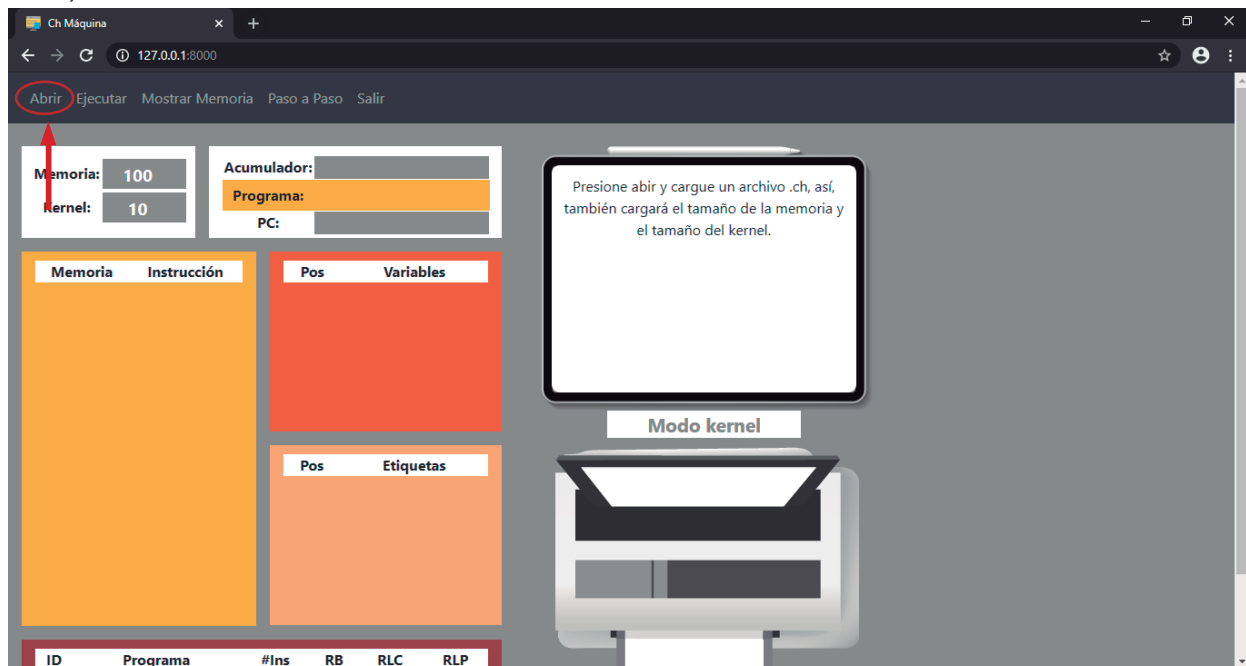 Ch Máquina
127.0.0.1:8000
Abrir Ejecutar Mostrar Memoria Paso a Paso Salir
Memoria: 100
Kernel: 10
Acumulador:
Programa:
PC:
Presione abir y cargue un archivo .ch, así,
también cargará el tamaño de la memoria y
el tamaño del kernel.
Memoria Instrucción
Pos Variables
Modo kernel
Pos Etiquetas
ID Programa #Ins RB RLC RLP